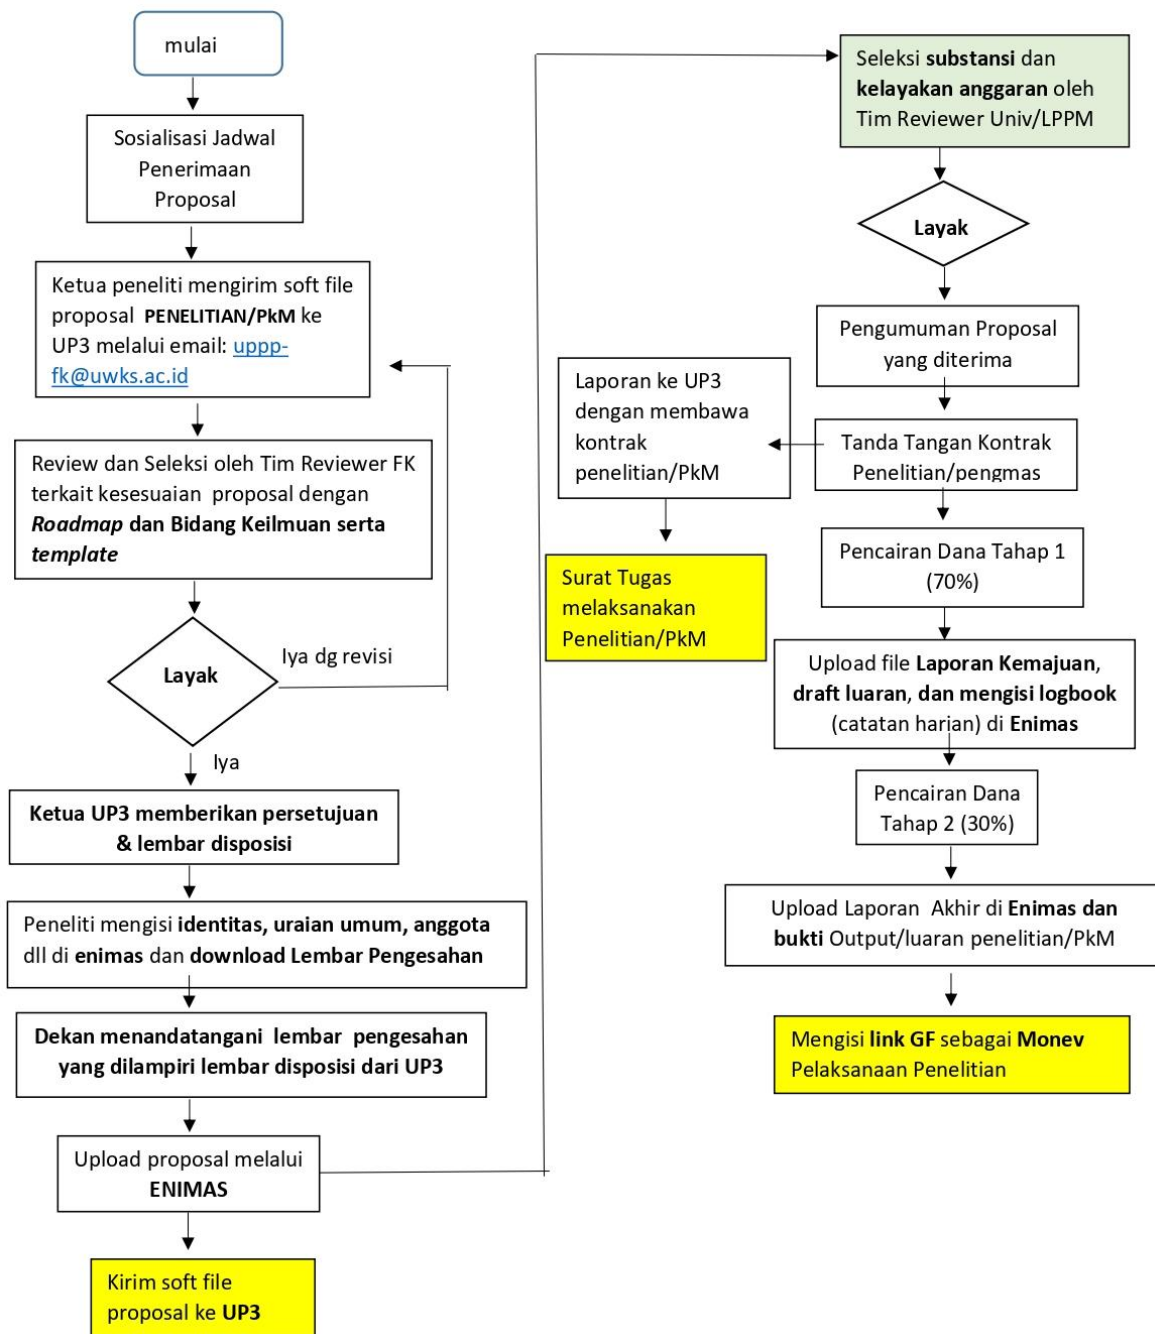 mulai
Sosialisasi Jadwal
Penerimaan
Proposal
Ketua peneliti mengirim soft file
proposal PENELITIAN/PkM ke
UP3 melalui email: uppp-
fk@uwks.ac.id
Review dan Seleksi oleh Tim Reviewer FK
terkait kesesuaian proposal dengan
Roadmap dan Bidang Keilmuan serta
template
Layak
Iya dg revisi
Iya
Ketua UP3 memberikan persetujuan
& lembar disposisi
Peneliti mengisi identitas, uraian umum, anggota
dll di enimas dan download Lembar Pengesahan
Dekan menandatangani lembar pengesahan
yang dilampiri lembar disposisi dari UP3
Upload proposal melalui
ENIMAS
Kirim soft file
proposal ke UP3
Seleksi substansi dan
kelayakan anggaran oleh
Tim Reviewer Univ/LPPM
Layak
Pengumuman Proposal
yang diterima
Tanda Tangan Kontrak
Penelitian/pengmas
Laporan ke UP3
dengan membawa
kontrak
penelitian/PkM
Surat Tugas
melaksanakan
Penelitian/PkM
Pencairan Dana Tahap 1
(70%)
Upload file Laporan Kemajuan,
draft luaran, dan mengisi logbook
(catatan harian) di Enimas
Pencairan Dana
Tahap 2 (30%)
Upload Laporan Akhir di Enimas dan
bukti Output/luaran penelitian/PkM
Mengisi link GF sebagai Monev
Pelaksanaan Penelitian